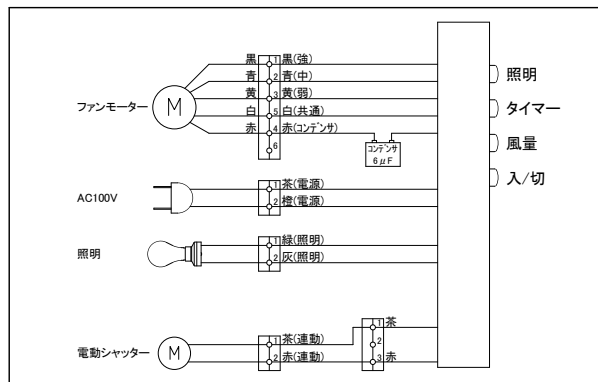 ファンモーター
M
黒 1 黒(強)
青 2 青(中)
黄 3 黄(弱)
白 5 白(共通)
赤 4 赤(コンデンサ)
6
コンデンサ
6μF
照明
タイマー
風量
入/切
AC100V
1 茶(電源)
2 橙(電源)
照明
1 緑(照明)
2 灰(照明)
電動シャッター
M
1 茶(連動)
2 赤(連動)
1 茶
2
3 赤